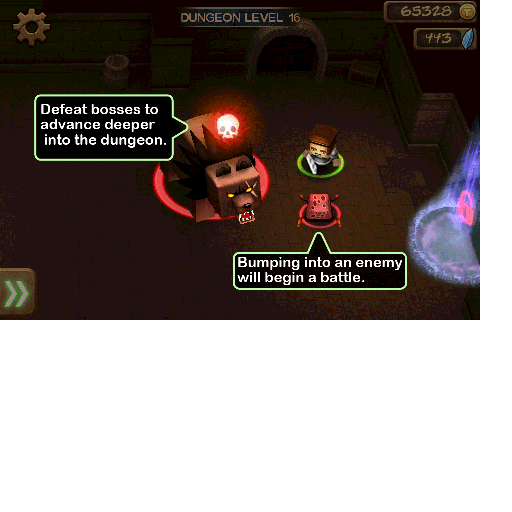 DUNGEON LEVEL 16
65328
443
Defeat bosses to
advance deeper
into the dungeon.
Bumping into an enemy
will begin a battle.